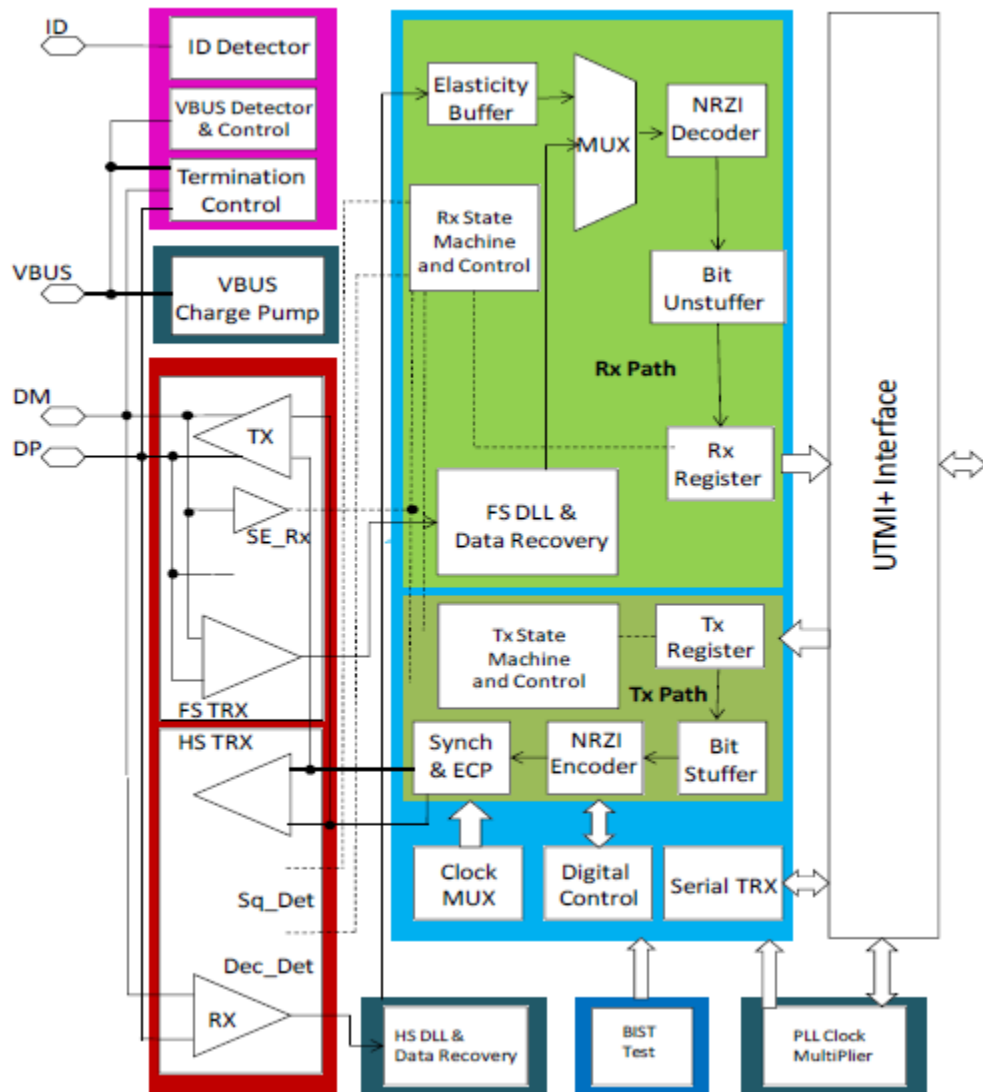 ID
ID Detector
VBUS Detector
& Control
Termination
Control
VBUS
VBUS
Charge Pump
DM
DP
TX
SE_Rx
FS TRX
HS TRX
Sq_Det
Dec_Det
RX
Elasticity
Buffer
MUX
NRZI
Decoder
Rx State
Machine
and Control
Bit
Unstuffer
Rx Path
Rx
Register
FS DLL &
Data Recovery
Tx State
Machine
and Control
Tx
Register
Tx Path
Synch
& ECP
NRZI
Encoder
Bit
Stuffer
Clock
MUX
Digital
Control
Serial TRX
UTMI+ Interface
HS DLL &
Data Recovery
BIST
Test
PLL Clock
MultiPlier